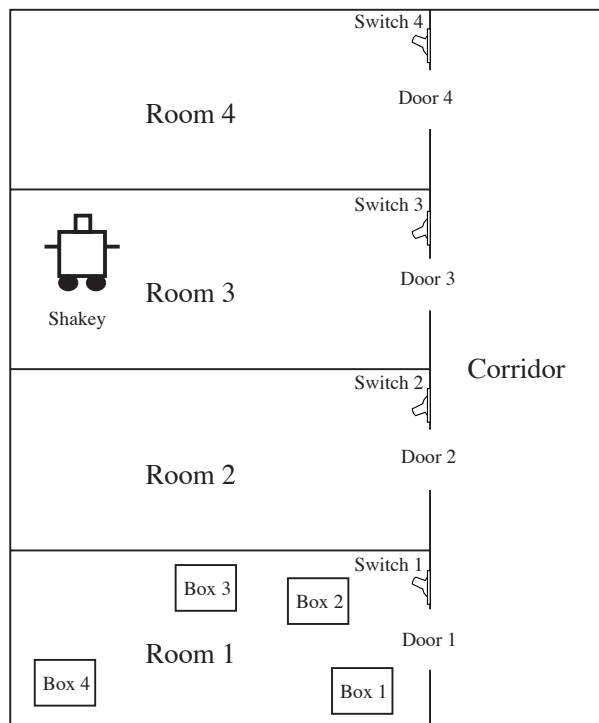 Switch 4
Door 4
Room 4
Switch 3
Door 3
Room 3
Shakey
Switch 2
Corridor
Door 2
Room 2
Switch 1
Box 3
Box 2
Door 1
Room 1
Box 4
Box 1